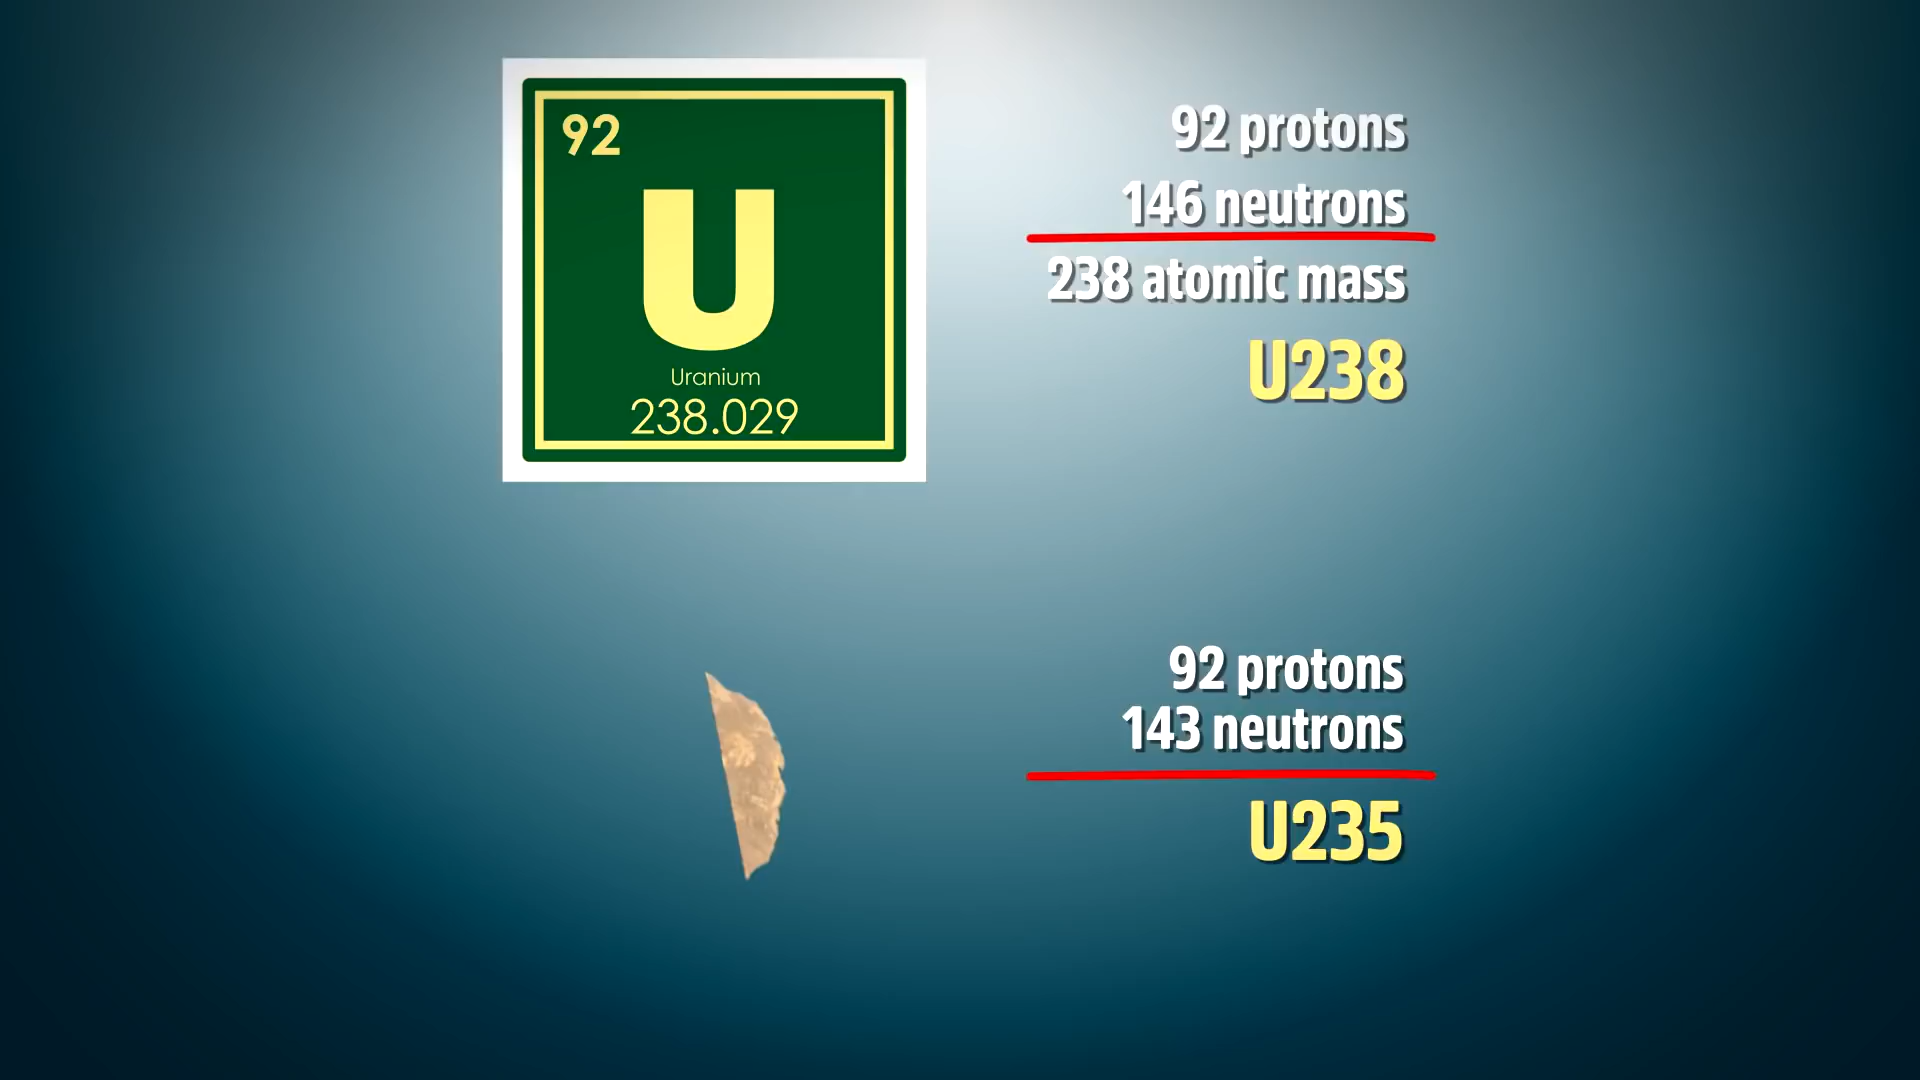 92
U
Uranium
238.029
92 protons
146 neutrons
238 atomic mass
U238
92 protons
143 neutrons
U235